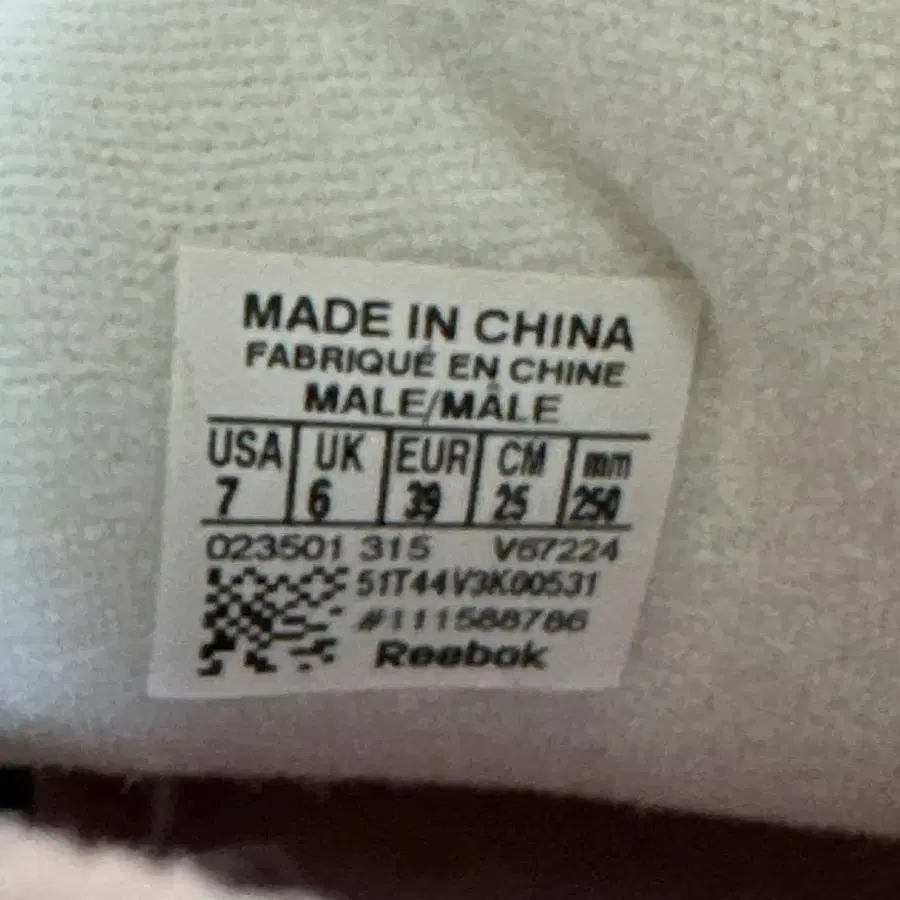 MADE IN CHINA
FABRIQUÉ EN CHINE
MALE/MÂLE
USA UK EUR CM mm
7 6 39 25 250
023501 315 V67224
51T44V3K00531
#111588786
Reebok